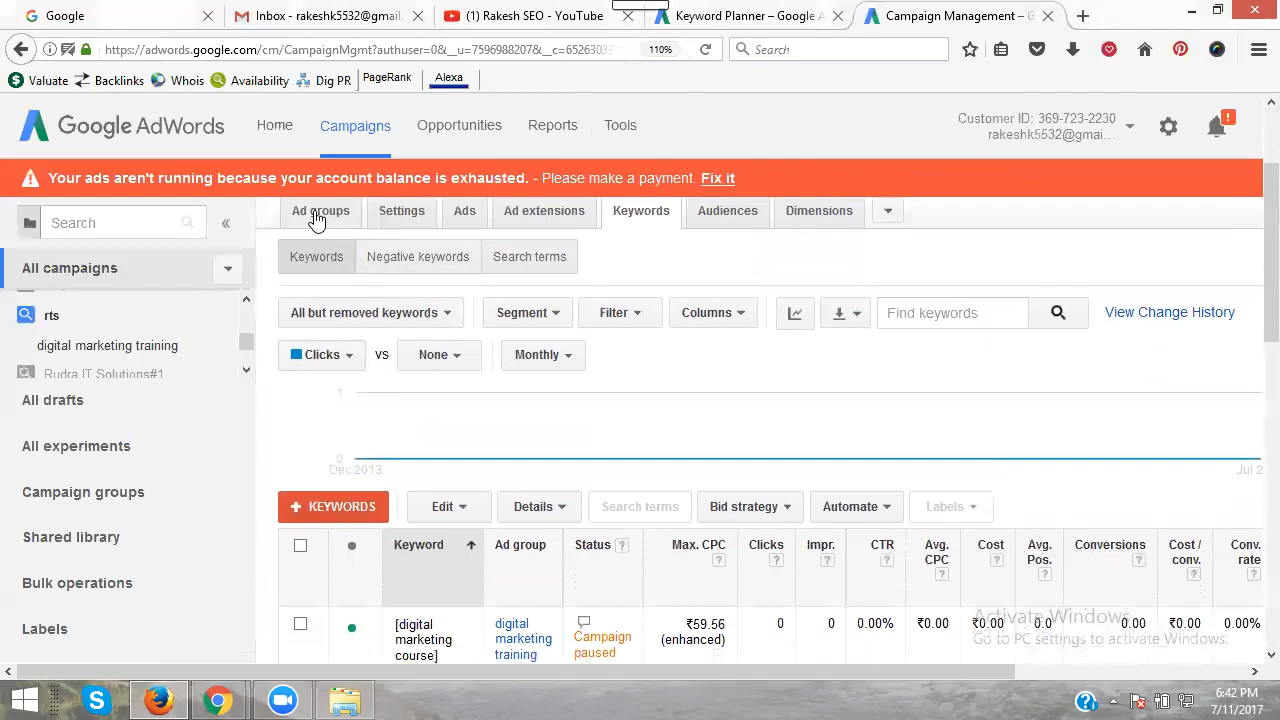 Google
Inbox - rakeshk5532@gmai
(1) Rakesh SEO - YouTube
Keyword Planner – Google A
Campaign Management – G
https://adwords.google.com/cm/CampaignMgmt?authuser=0&__u=7596988207&__c=65263039
110%
Search
Valuate
Backlinks
Whois
Availability
Dig PR
PageRank
Alexa
Google AdWords
Home
Campaigns
Opportunities
Reports
Tools
Customer ID: 369-723-2230
rakeshk5532@gmai...
Your ads aren't running because your account balance is exhausted. - Please make a payment. Fix it
Search
«
Ad groups
Settings
Ads
Ad extensions
Keywords
Audiences
Dimensions
All campaigns
Keywords
Negative keywords
Search terms
rts
digital marketing training
Rudra IT Solutions#1
All drafts
All experiments
Campaign groups
Shared library
Bulk operations
Labels
All but removed keywords
Segment
Filter
Columns
Find keywords
View Change History
Clicks
vs
None
Monthly
1
0
Dec 2013
Jul 2
+ KEYWORDS
Edit
Details
Search terms
Bid strategy
Automate
Labels
Keyword
Ad group
Status ?
Max. CPC ?
Clicks ?
Impr. ?
CTR ?
Avg. CPC ?
Cost ?
Avg. Pos. ?
Conversions ?
Cost / conv. ?
Conv. rate ?
[digital marketing course]
digital marketing training
Campaign paused
₹59.56 (enhanced)
0
0
0.00%
₹0.00
₹0.00
0.0
0.00
₹0.00
0.00%
Activate Windows
Go to PC settings to activate Windows.
6:42 PM
7/11/2017